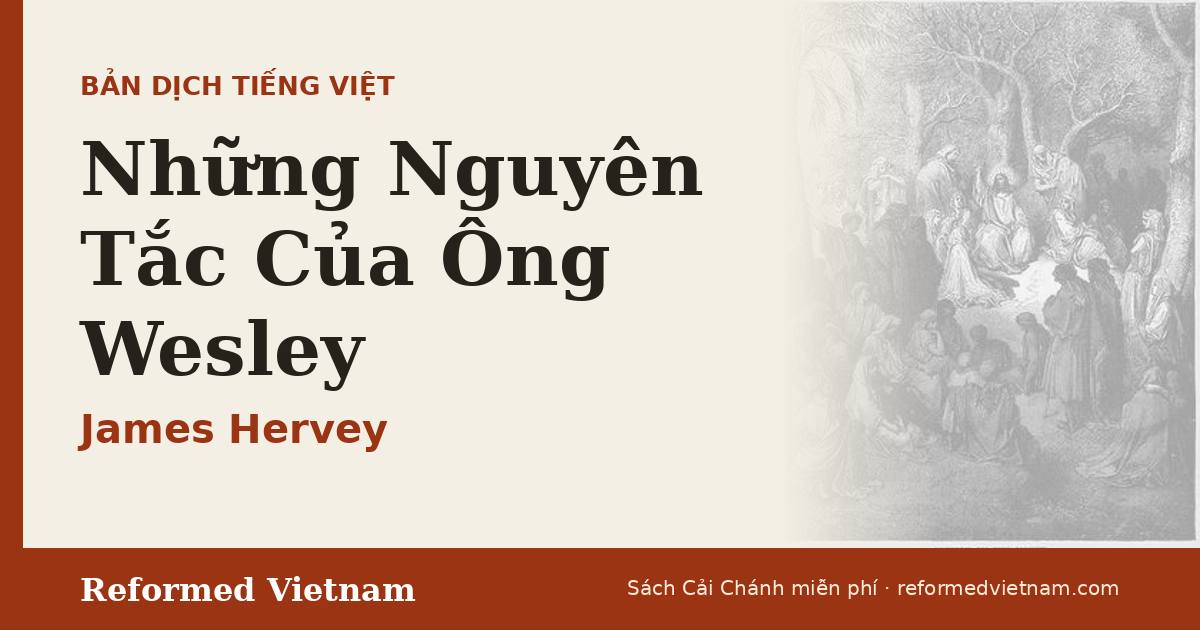 BẢN DỊCH TIẾNG VIỆT
Những Nguyên
Tắc Của Ông
Wesley
James Hervey
Reformed Vietnam
Sách Cải Chánh miễn phí · reformedvietnam.com